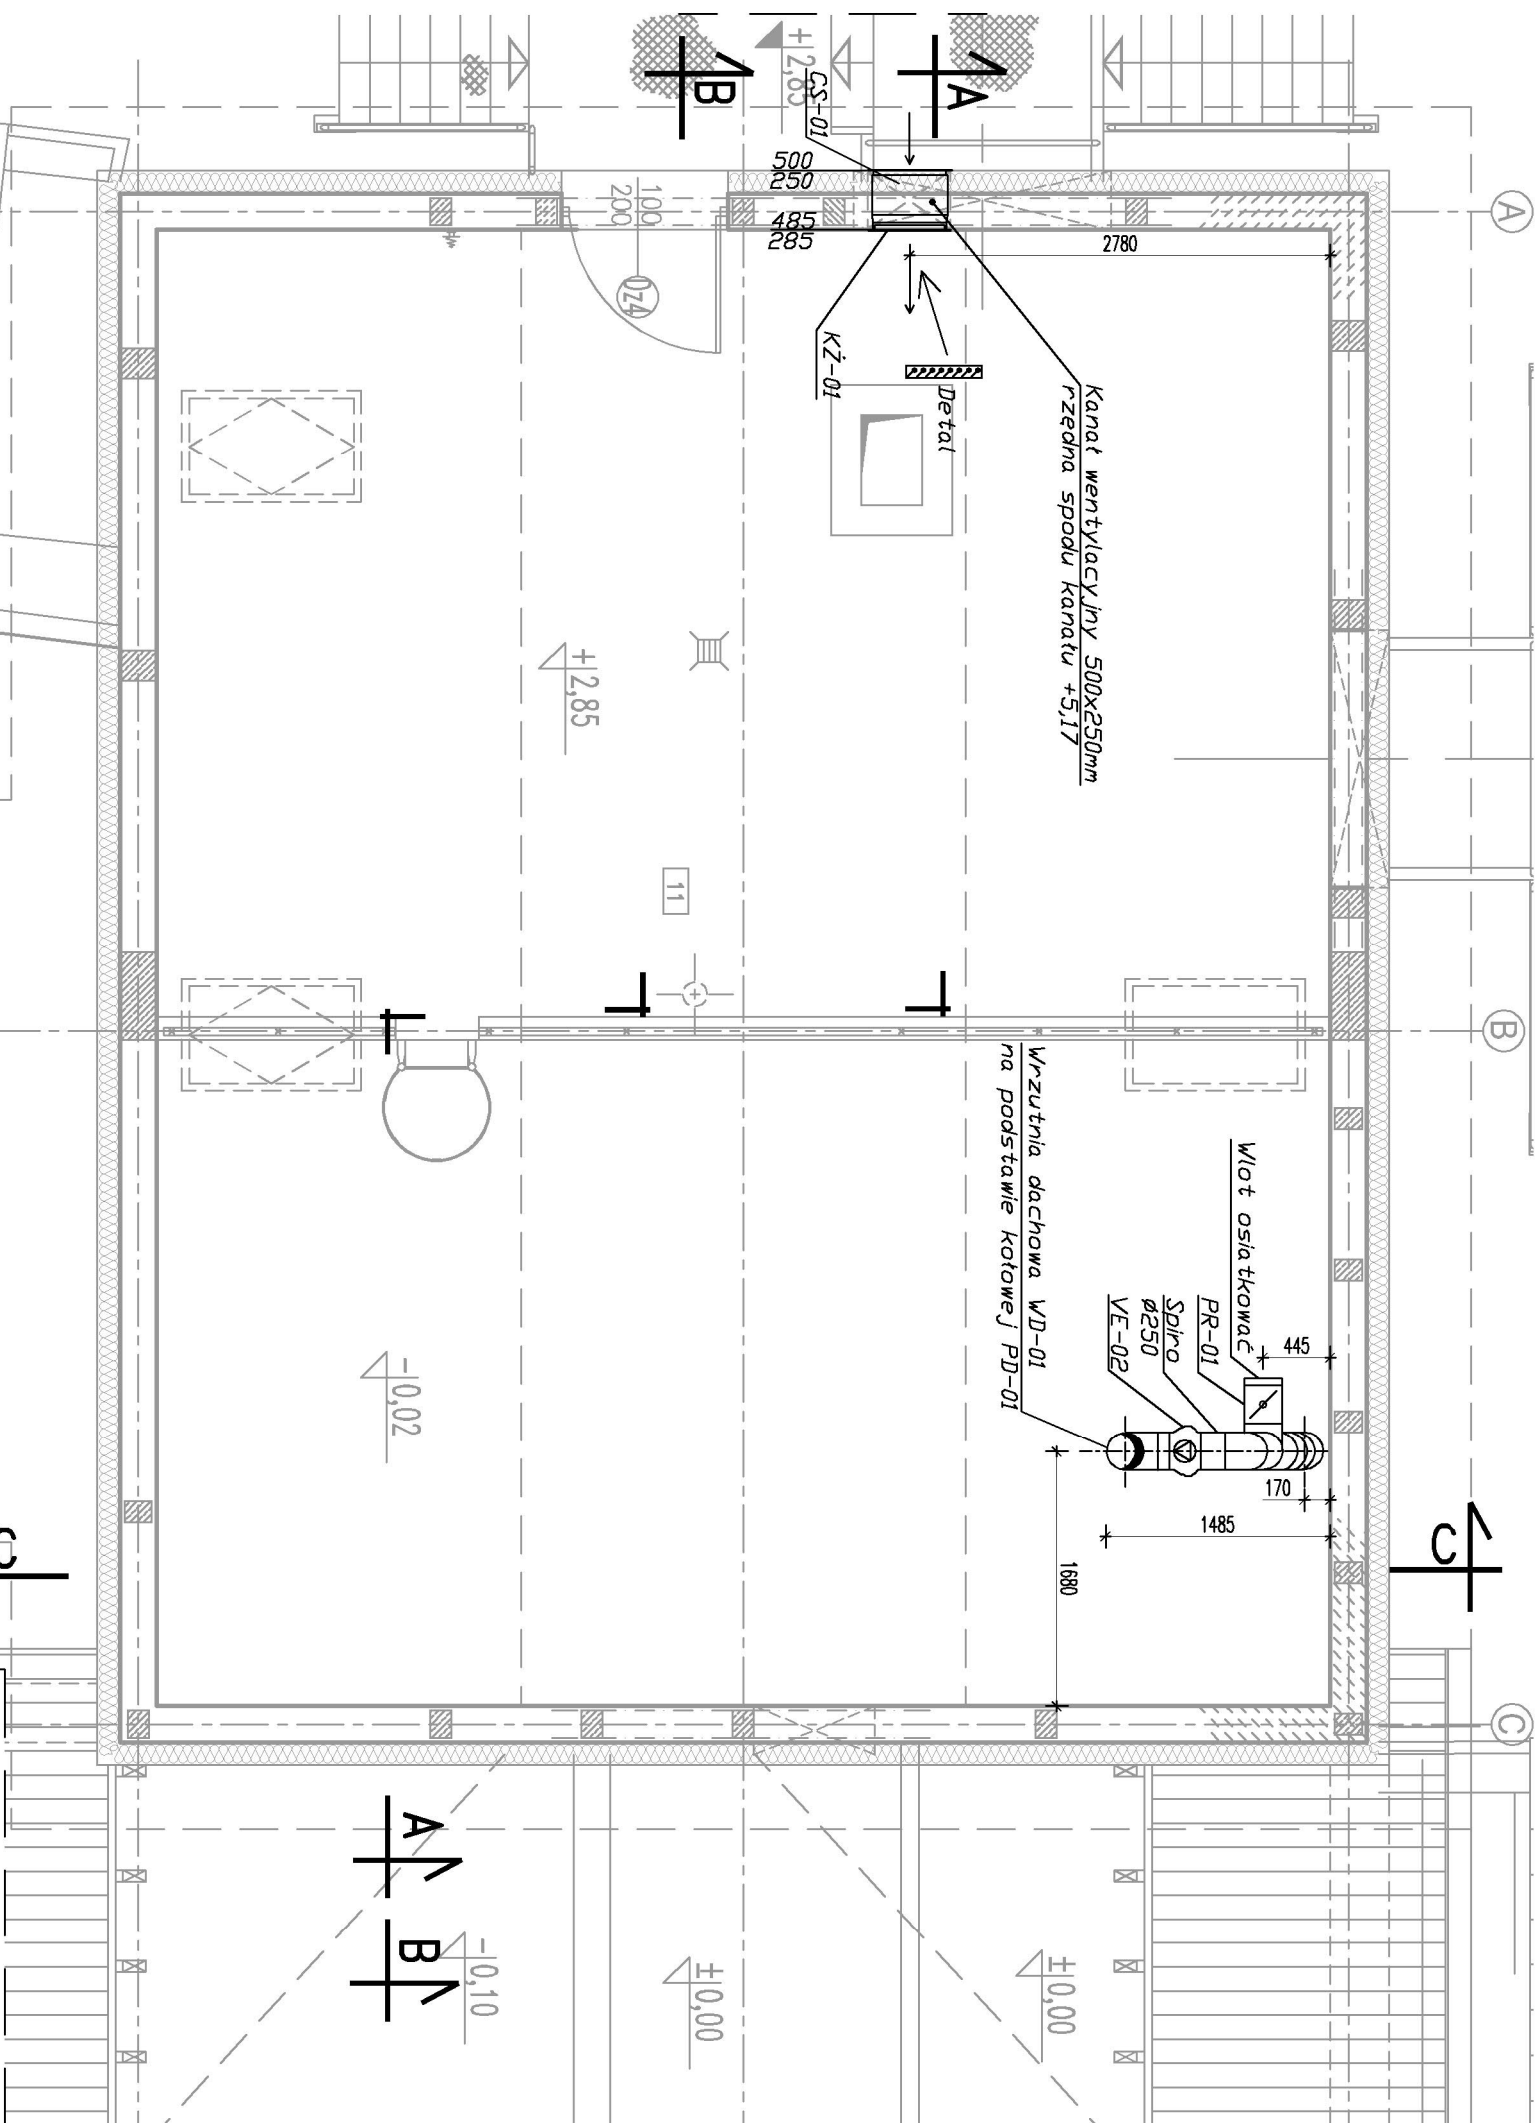 A
B
+2,85
CS-01
500
250
485
285
100
200
Dz4
2780
A
KŻ-01
Detal
Kanał wentylacyjny 500x250mm
rzędna spodu kanału +5,17
+2,85
11
B
Wrzutnia dachowa WD-01
na podstawie kołowej PD-01
Wlot osiatkować
PR-01
Spiro
ø250
VE-02
445
170
1485
1680
-0,02
C
C
C
A
B
-0,10
±0,00
±0,00